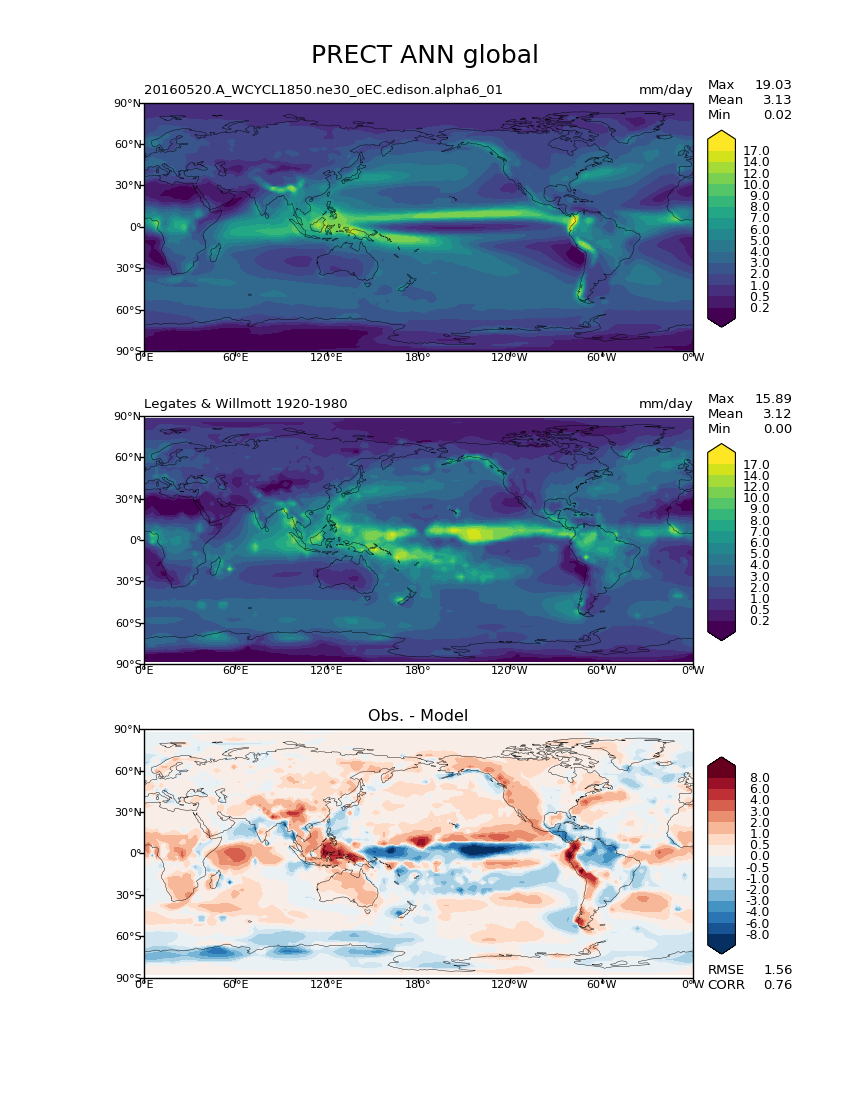 PRECT ANN global
20160520.A_WCYCL1850.ne30_oEC.edison.alpha6_01 mm/day
Max 19.03
Mean 3.13
Min 0.02
90°N
60°N
30°N
0°
30°S
60°S
90°S
0°E 60°E 120°E 180° 120°W 60°W 0°W
17.0
14.0
12.0
10.0
9.0
8.0
7.0
6.0
5.0
4.0
3.0
2.0
1.0
0.5
0.2
Legates & Willmott 1920-1980 mm/day
Max 15.89
Mean 3.12
Min 0.00
90°N
60°N
30°N
0°
30°S
60°S
90°S
0°E 60°E 120°E 180° 120°W 60°W 0°W
17.0
14.0
12.0
10.0
9.0
8.0
7.0
6.0
5.0
4.0
3.0
2.0
1.0
0.5
0.2
Obs. - Model
90°N
60°N
30°N
0°
30°S
60°S
90°S
0°E 60°E 120°E 180° 120°W 60°W 0°W
8.0
6.0
4.0
3.0
2.0
1.0
0.5
0.0
-0.5
-1.0
-2.0
-3.0
-4.0
-6.0
-8.0
RMSE 1.56
CORR 0.76